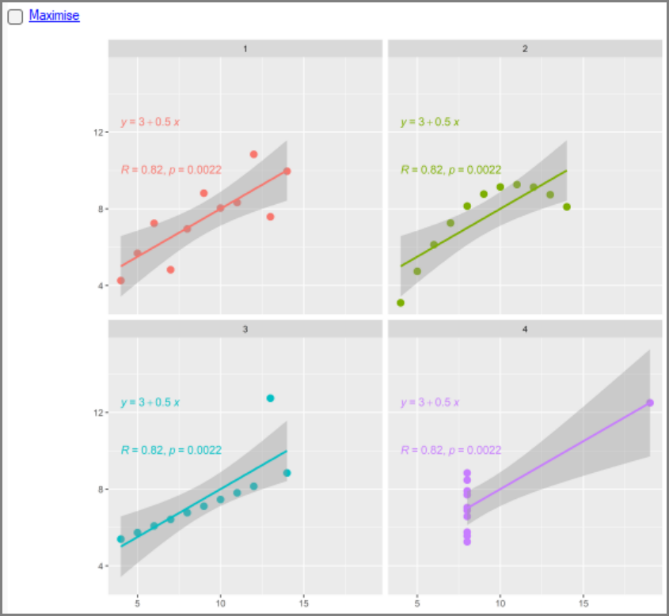 Maximise
1
2
y = 3 + 0.5 x
y = 3 + 0.5 x
12
R = 0.82, p = 0.0022
R = 0.82, p = 0.0022
8
4
3
4
y = 3 + 0.5 x
y = 3 + 0.5 x
12
R = 0.82, p = 0.0022
R = 0.82, p = 0.0022
8
4
5
10
15
5
10
15